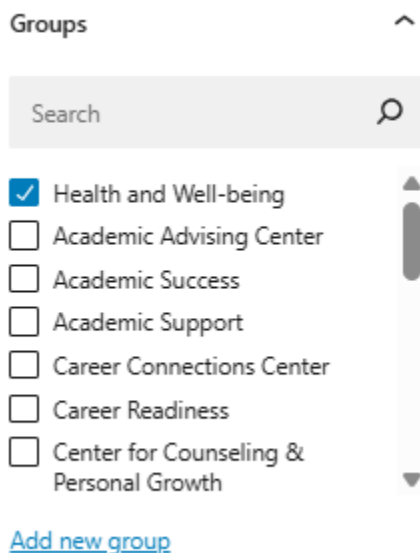 Groups
Search
Health and Well-being
Academic Advising Center
Academic Success
Academic Support
Career Connections Center
Career Readiness
Center for Counseling &
Personal Growth
Add new group